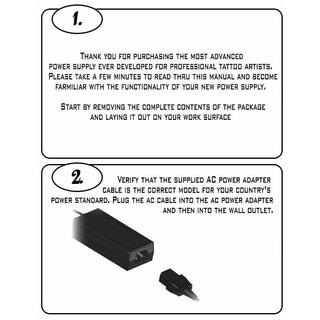 1.
Thank you for purchasing the most advanced
power supply ever developed for professional tattoo artists.
Please take a few minutes to read thru this manual and become
farmiliar with the functionality of your new power supply.
Start by removing the complete contents of the package
and laying it out on your work surface
2.
Verify that the supplied AC power adapter
cable is the correct model for your country's
power standard. Plug the ac cable into the ac power adapter
and then into the wall outlet.